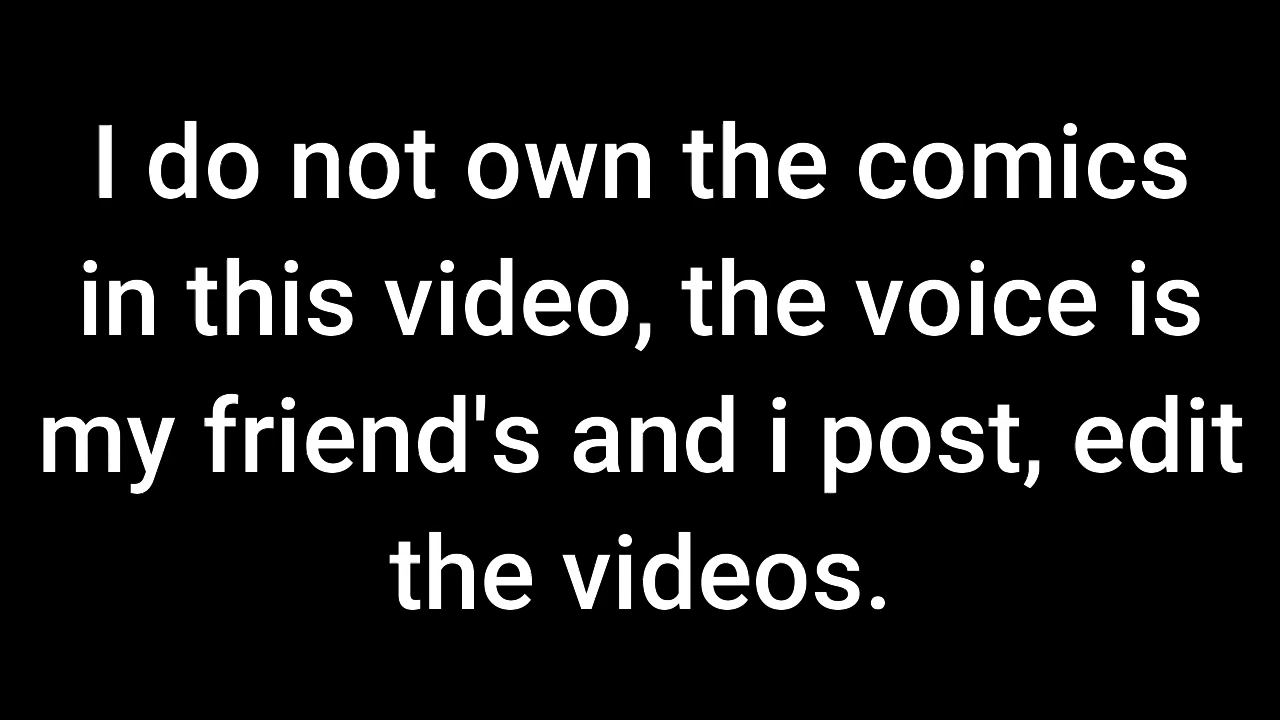 I do not own the comics
in this video, the voice is
my friend's and i post, edit
the videos.